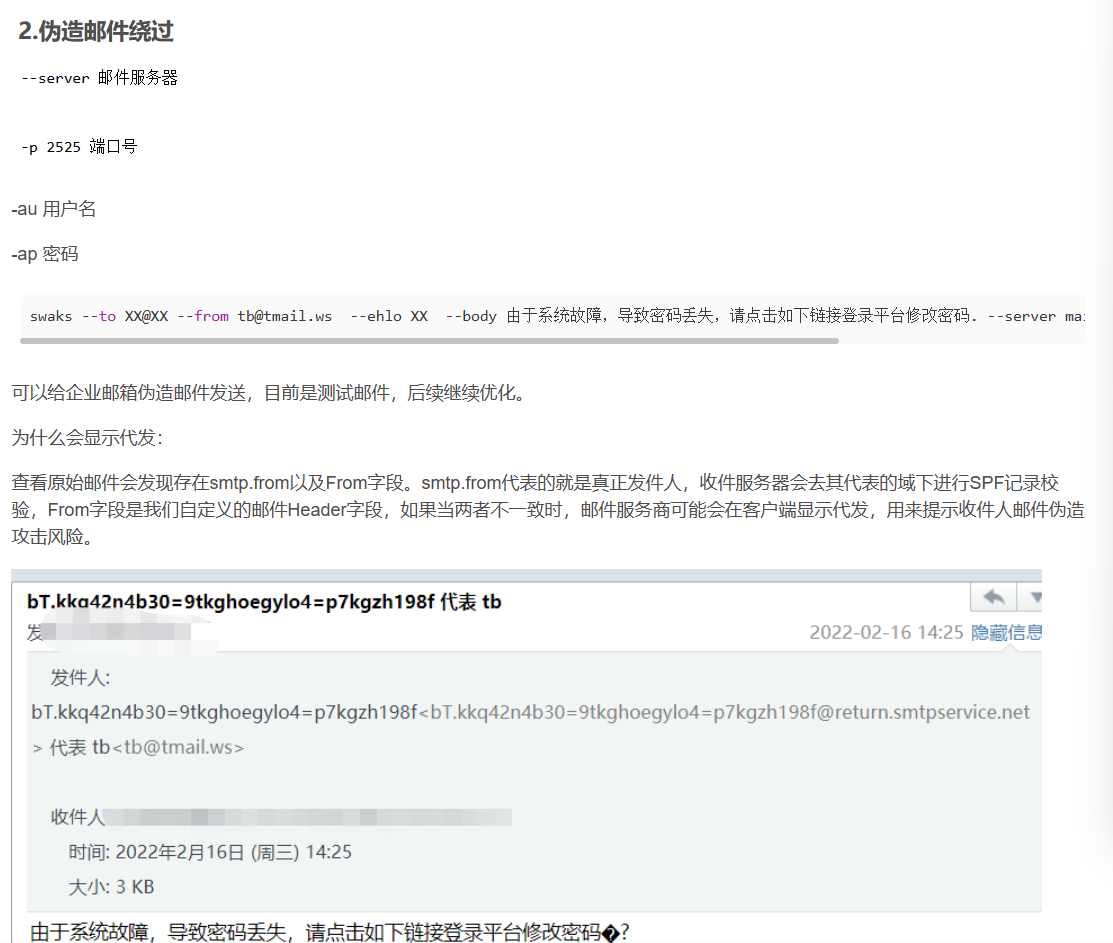 2.伪造邮件绕过
--server 邮件服务器
-p 2525 端口号
-au 用户名
-ap 密码
swaks --to XX@XX --from tb@tmail.ws  --ehlo XX  --body 由于系统故障，导致密码丢失，请点击如下链接登录平台修改密码. --server mai
可以给企业邮箱伪造邮件发送，目前是测试邮件，后续继续优化。
为什么会显示代发：
查看原始邮件会发现存在smtp.from以及From字段。smtp.from代表的就是真正发件人，收件服务器会去其代表的域下进行SPF记录校
验，From字段是我们自定义的邮件Header字段，如果当两者不一致时，邮件服务商可能会在客户端显示代发，用来提示收件人邮件伪造
攻击风险。
bT.kkq42n4b30=9tkghoegylo4=p7kgzh198f 代表 tb
发
2022-02-16 14:25 隐藏信息
发件人:
bT.kkq42n4b30=9tkghoegylo4=p7kgzh198f<bT.kkq42n4b30=9tkghoegylo4=p7kgzh198f@return.smtpservice.net
> 代表 tb<tb@tmail.ws>
收件人
时间: 2022年2月16日 (周三) 14:25
大小: 3 KB
由于系统故障，导致密码丢失，请点击如下链接登录平台修改密码�?